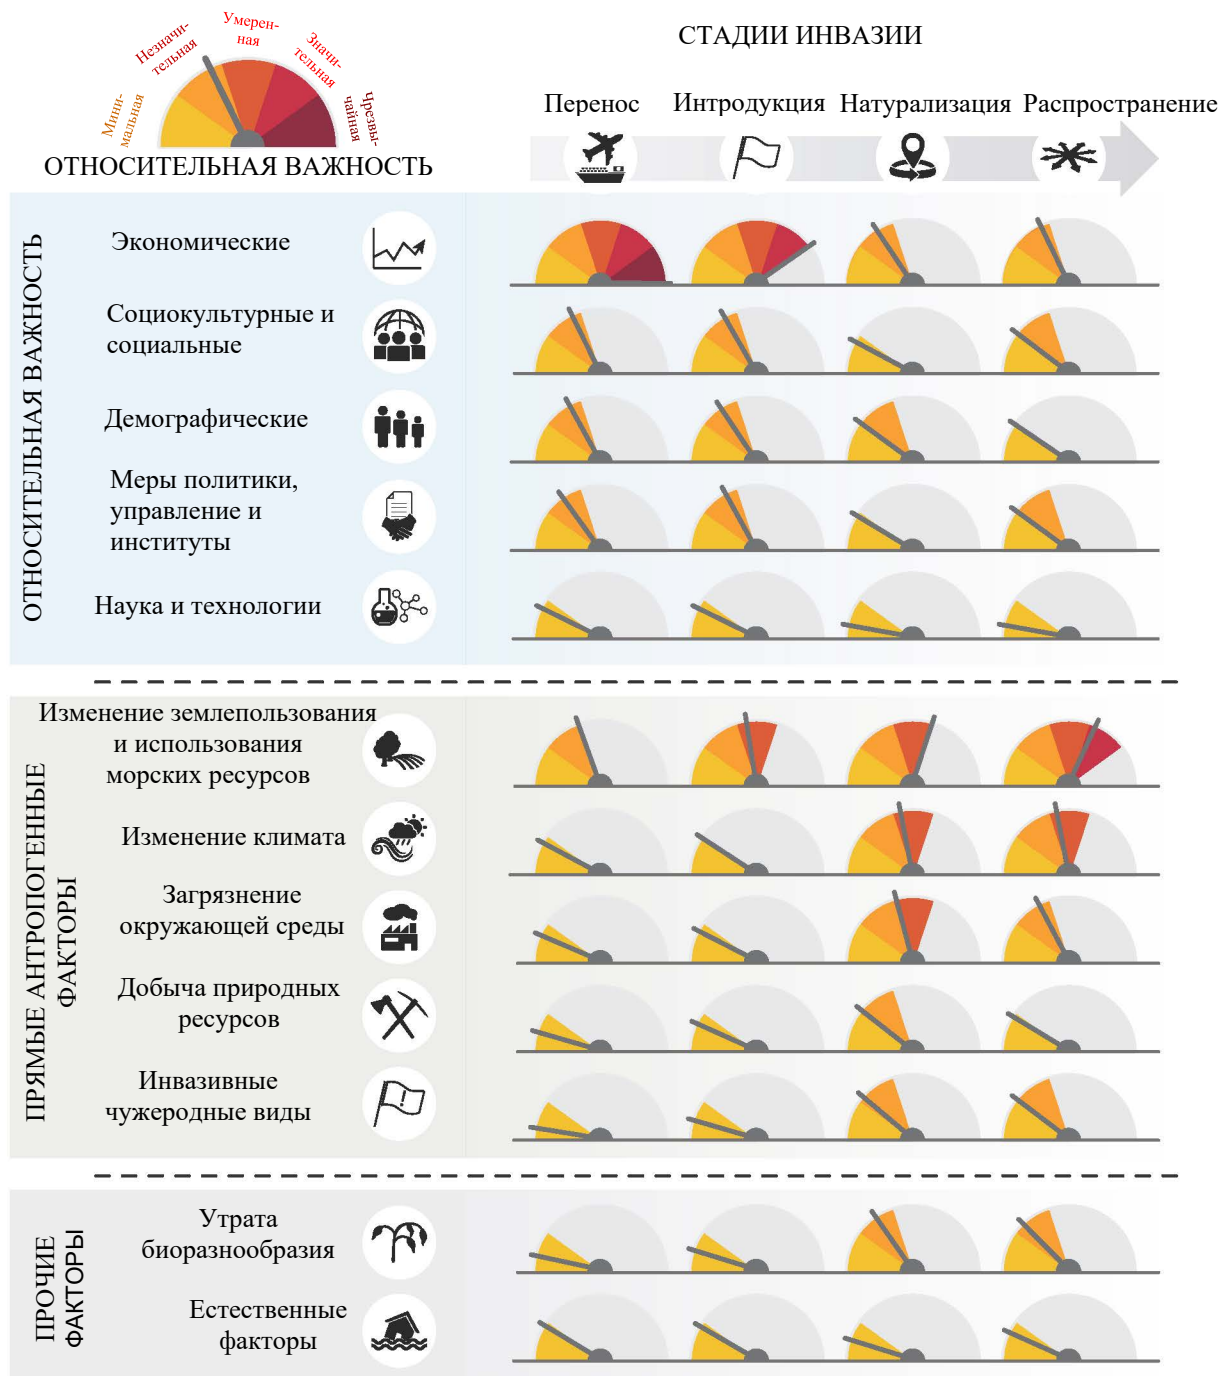 Мини-
мальная
Незначи-
тельная
Умерен-
ная
Значи-
тельная
Чрезвы-
чайная
ОТНОСИТЕЛЬНАЯ ВАЖНОСТЬ
СТАДИИ ИНВАЗИИ
Перенос
Интродукция
Натурализация
Распространение
ОТНОСИТЕЛЬНАЯ ВАЖНОСТЬ
Экономические
Социокультурные и
социальные
Демографические
Меры политики,
управление и
институты
Наука и технологии
ПРЯМЫЕ АНТРОПОГЕННЫЕ
ФАКТОРЫ
Изменение землепользования
и использования
морских ресурсов
Изменение климата
Загрязнение
окружающей среды
Добыча природных
ресурсов
Инвазивные
чужеродные виды
ПРОЧИЕ
ФАКТОРЫ
Утрата
биоразнообразия
Естественные
факторы